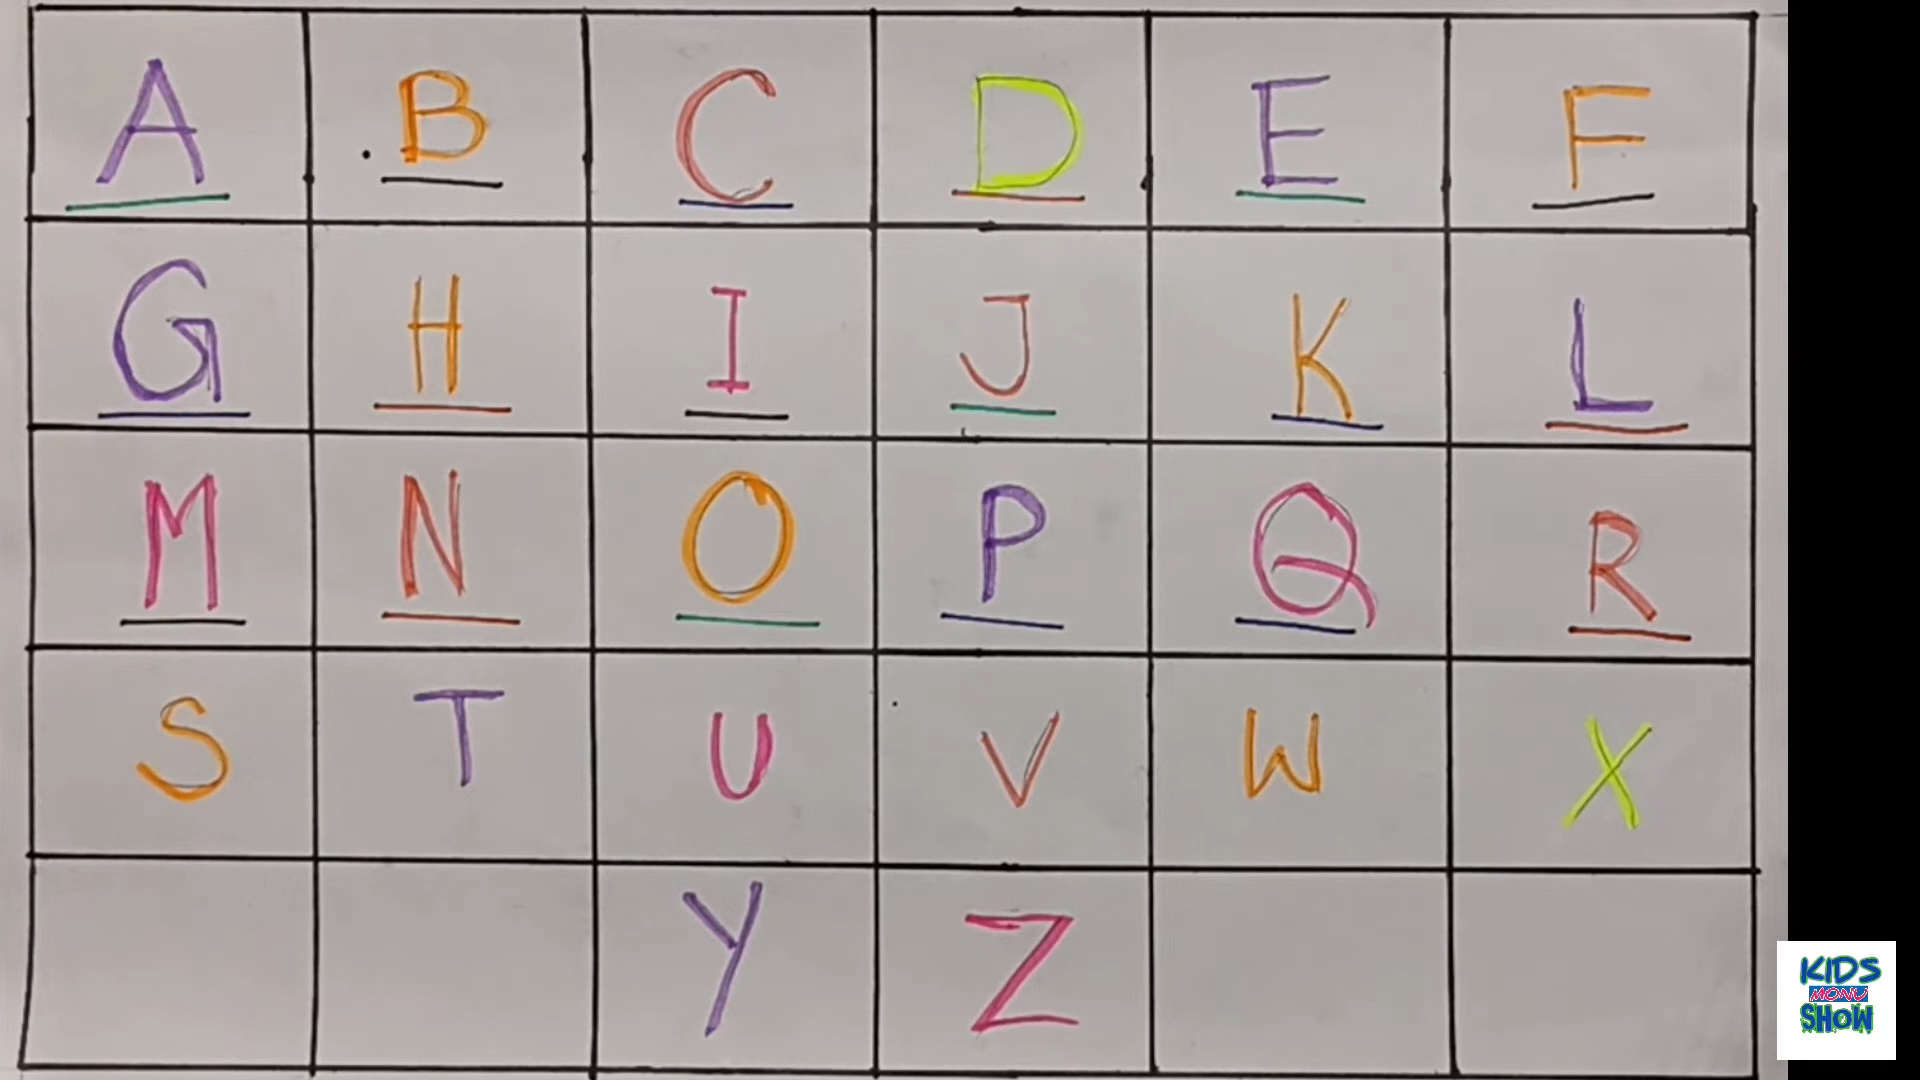 A B C D E F
G H I J K L
M N O P Q R
S T U V W X
Y Z
KIDS
MONU
SHOW